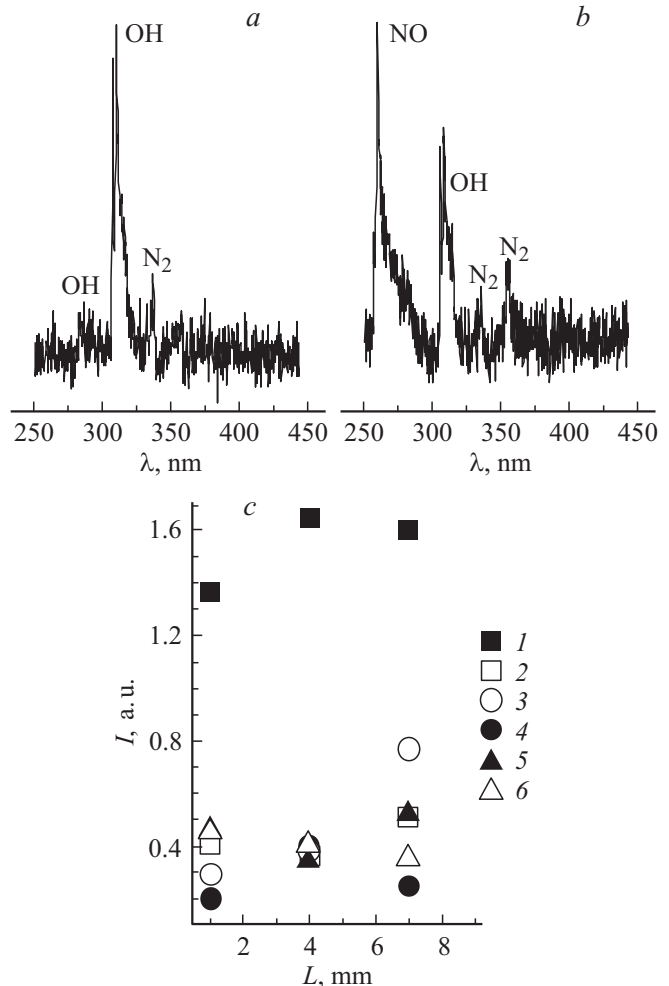 a
OH
OH
N₂
250 300 350 400 450
λ, nm
b
NO
OH
N₂
N₂
250 300 350 400 450
λ, nm
c
1.6
1.2
0.8
0.4
I, a.u.
2 4 6 8
L, mm
1
2
3
4
5
6